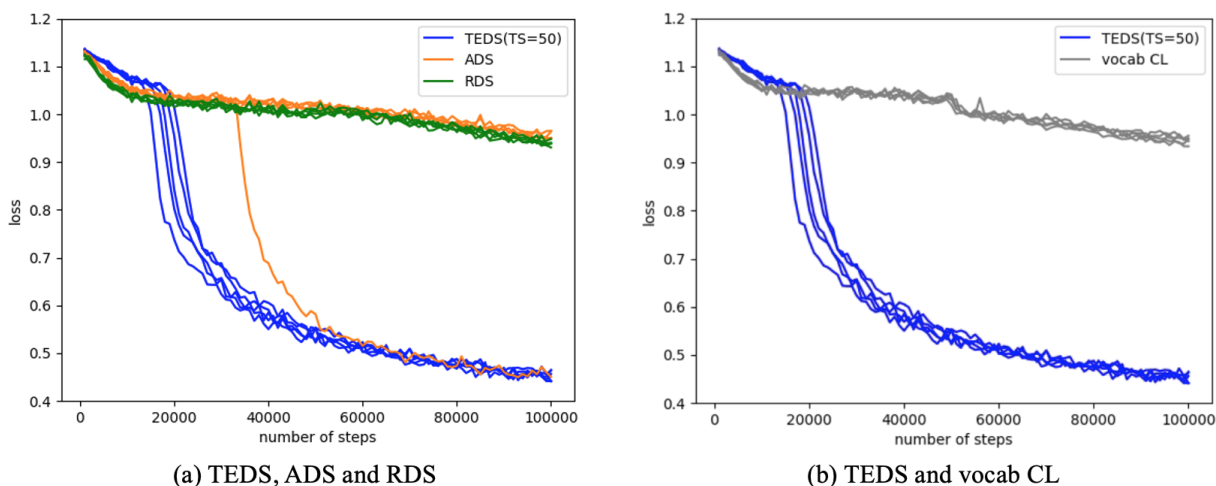 1.2
1.1
1.0
0.9
0.8
0.7
0.6
0.5
0.4
loss
TEDS(TS=50)
ADS
RDS
0
20000
40000
60000
80000
100000
number of steps
(a) TEDS, ADS and RDS
1.2
1.1
1.0
0.9
0.8
0.7
0.6
0.5
0.4
loss
TEDS(TS=50)
vocab CL
0
20000
40000
60000
80000
100000
number of steps
(b) TEDS and vocab CL